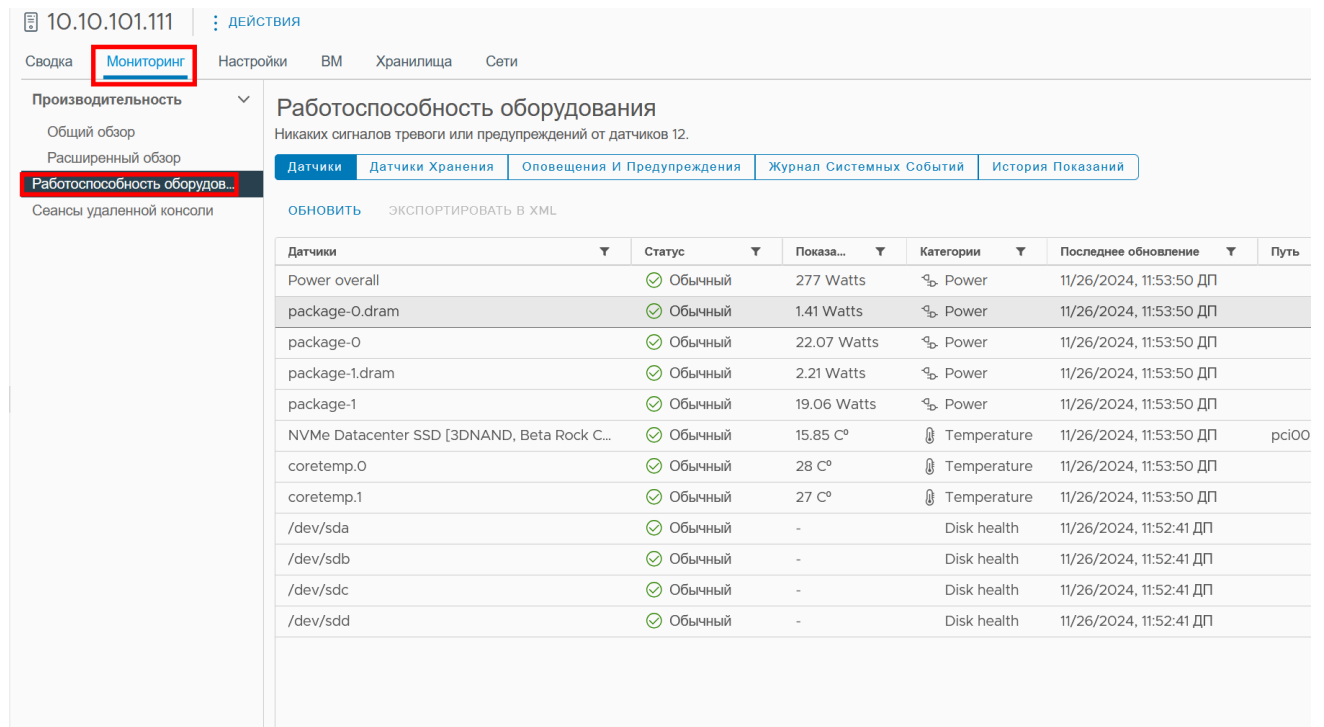 10.10.101.111 ДЕЙСТВИЯ
Сводка Мониторинг Настройки ВМ Хранилища Сети
Производительность
Общий обзор
Расширенный обзор
Работоспособность оборудов...
Сеансы удаленной консоли
Работоспособность оборудования
Никаких сигналов тревоги или предупреждений от датчиков 12.
Датчики Датчики Хранения Оповещения И Предупреждения Журнал Системных Событий История Показаний
ОБНОВИТЬ ЭКСПОРТИРОВАТЬ В XML
Датчики Статус Показа... Категории Последнее обновление Путь
Power overall Обычный 277 Watts Power 11/26/2024, 11:53:50 ДП
package-0.dram Обычный 1.41 Watts Power 11/26/2024, 11:53:50 ДП
package-0 Обычный 22.07 Watts Power 11/26/2024, 11:53:50 ДП
package-1.dram Обычный 2.21 Watts Power 11/26/2024, 11:53:50 ДП
package-1 Обычный 19.06 Watts Power 11/26/2024, 11:53:50 ДП
NVMe Datacenter SSD [3DNAND, Beta Rock C... Обычный 15.85 Cº Temperature 11/26/2024, 11:53:50 ДП pci00
coretemp.0 Обычный 28 Cº Temperature 11/26/2024, 11:53:50 ДП
coretemp.1 Обычный 27 Cº Temperature 11/26/2024, 11:53:50 ДП
/dev/sda Обычный - Disk health 11/26/2024, 11:52:41 ДП
/dev/sdb Обычный - Disk health 11/26/2024, 11:52:41 ДП
/dev/sdc Обычный - Disk health 11/26/2024, 11:52:41 ДП
/dev/sdd Обычный - Disk health 11/26/2024, 11:52:41 ДП